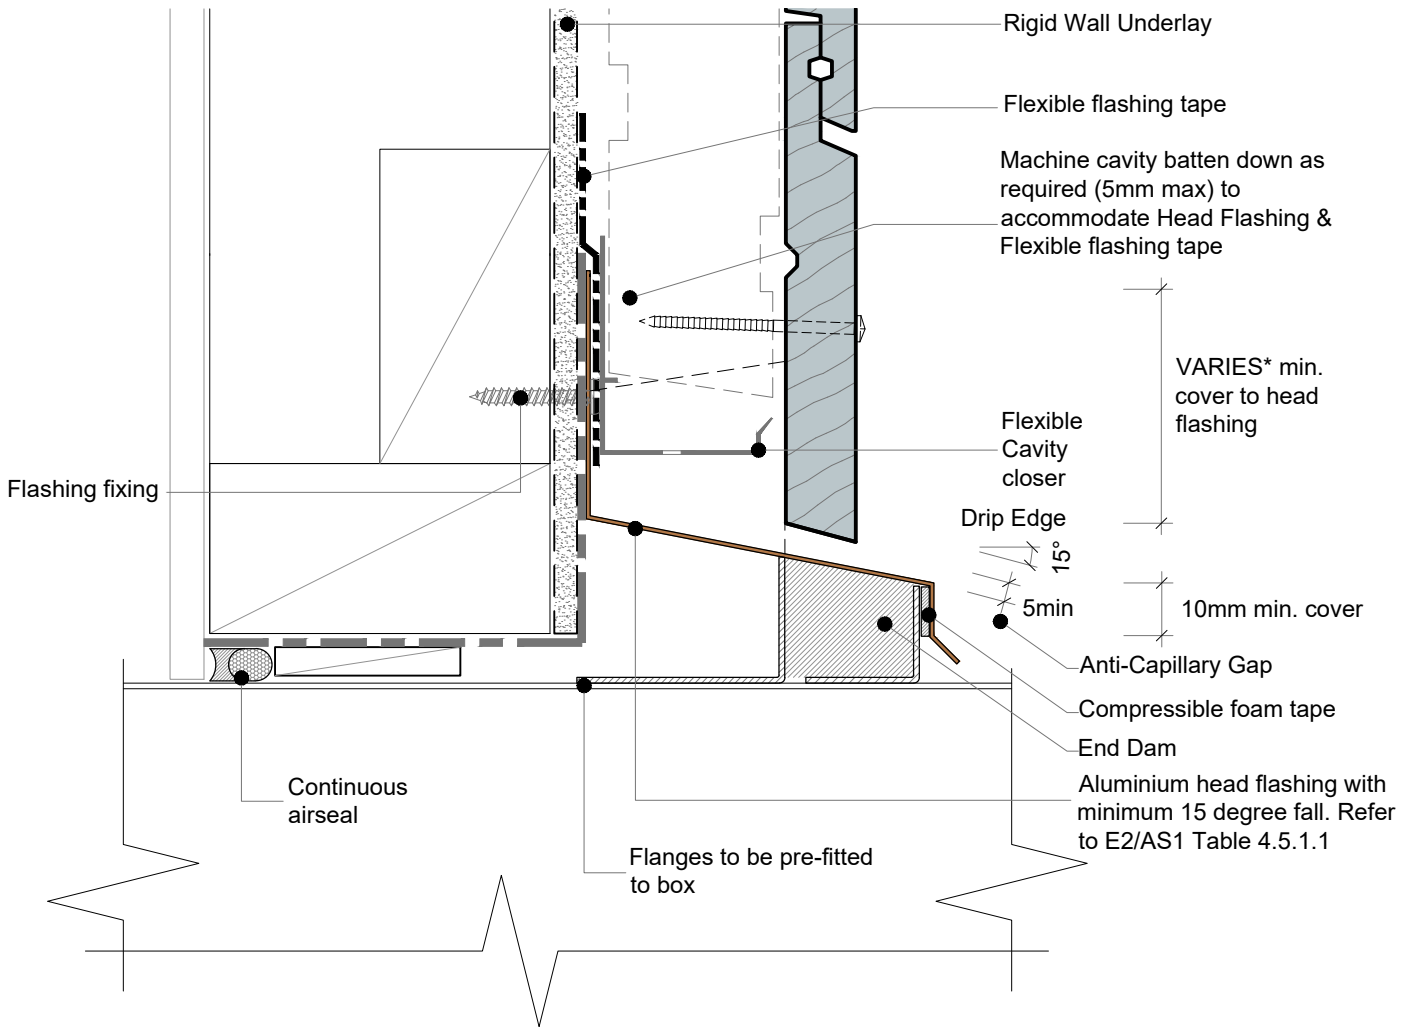 Rigid Wall Underlay
Flexible flashing tape
Machine cavity batten down as
required (5mm max) to
accommodate Head Flashing &
Flexible flashing tape
VARIES* min.
cover to head
flashing
Flexible
Cavity
closer
Flashing fixing
Drip Edge
15°
5min
10mm min. cover
Anti-Capillary Gap
Compressible foam tape
End Dam
Aluminium head flashing with
minimum 15 degree fall. Refer
to E2/AS1 Table 4.5.1.1
Continuous
airseal
Flanges to be pre-fitted
to box